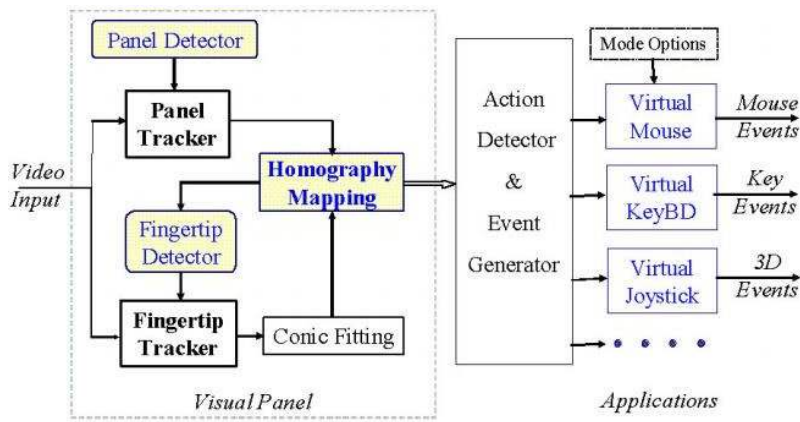 Panel Detector
Panel
Tracker
Video
Input
Homography
Mapping
Fingertip
Detector
Fingertip
Tracker
Conic Fitting
Visual Panel
Action
Detector
&
Event
Generator
Mode Options
Virtual
Mouse
Mouse
Events
Virtual
KeyBD
Key
Events
Virtual
Joystick
3D
Events
Applications